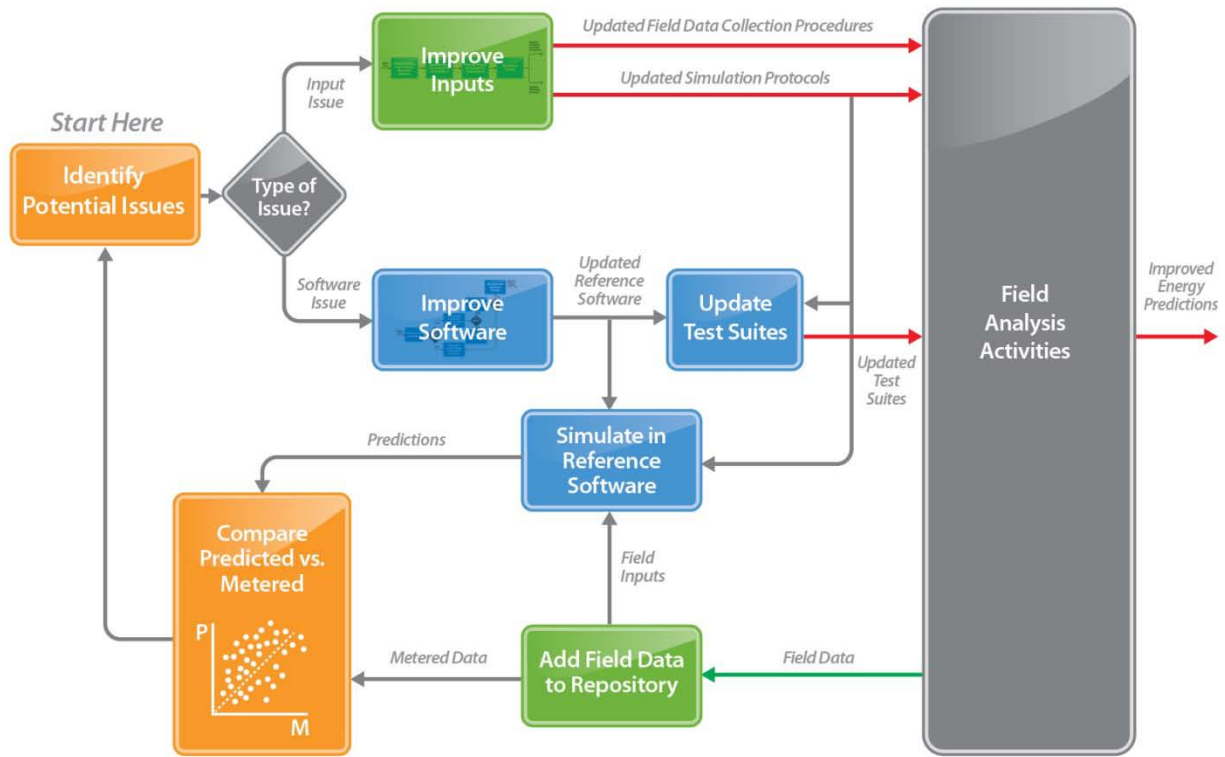 Updated Field Data Collection Procedures
Improve
Inputs
Updated Simulation Protocols
Input
Issue
Start Here
Identify
Potential Issues
Type of
Issue?
Software
Issue
Improve
Software
Updated
Reference
Software
Update
Test Suites
Updated
Test
Suites
Field
Analysis
Activities
Improved
Energy
Predictions
Predictions
Simulate in
Reference
Software
Compare
Predicted vs.
Metered
P
M
Field
Inputs
Metered Data
Add Field Data
to Repository
Field Data